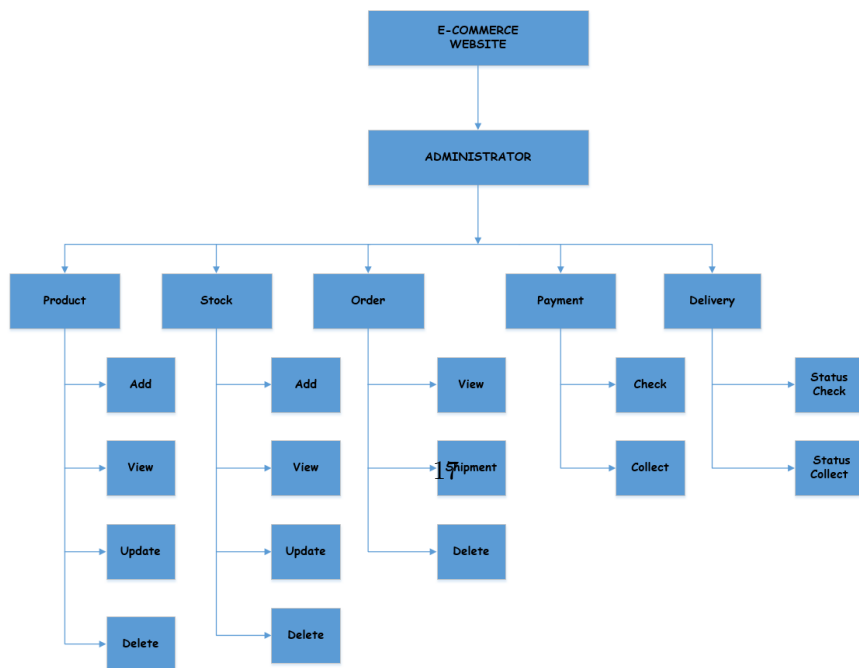 E-COMMERCE
WEBSITE
ADMINISTRATOR
Product
Stock
Order
Payment
Delivery
Add
Add
View
Check
Status
Check
View
View
Shipment
17
Collect
Status
Collect
Update
Update
Delete
Delete
Delete